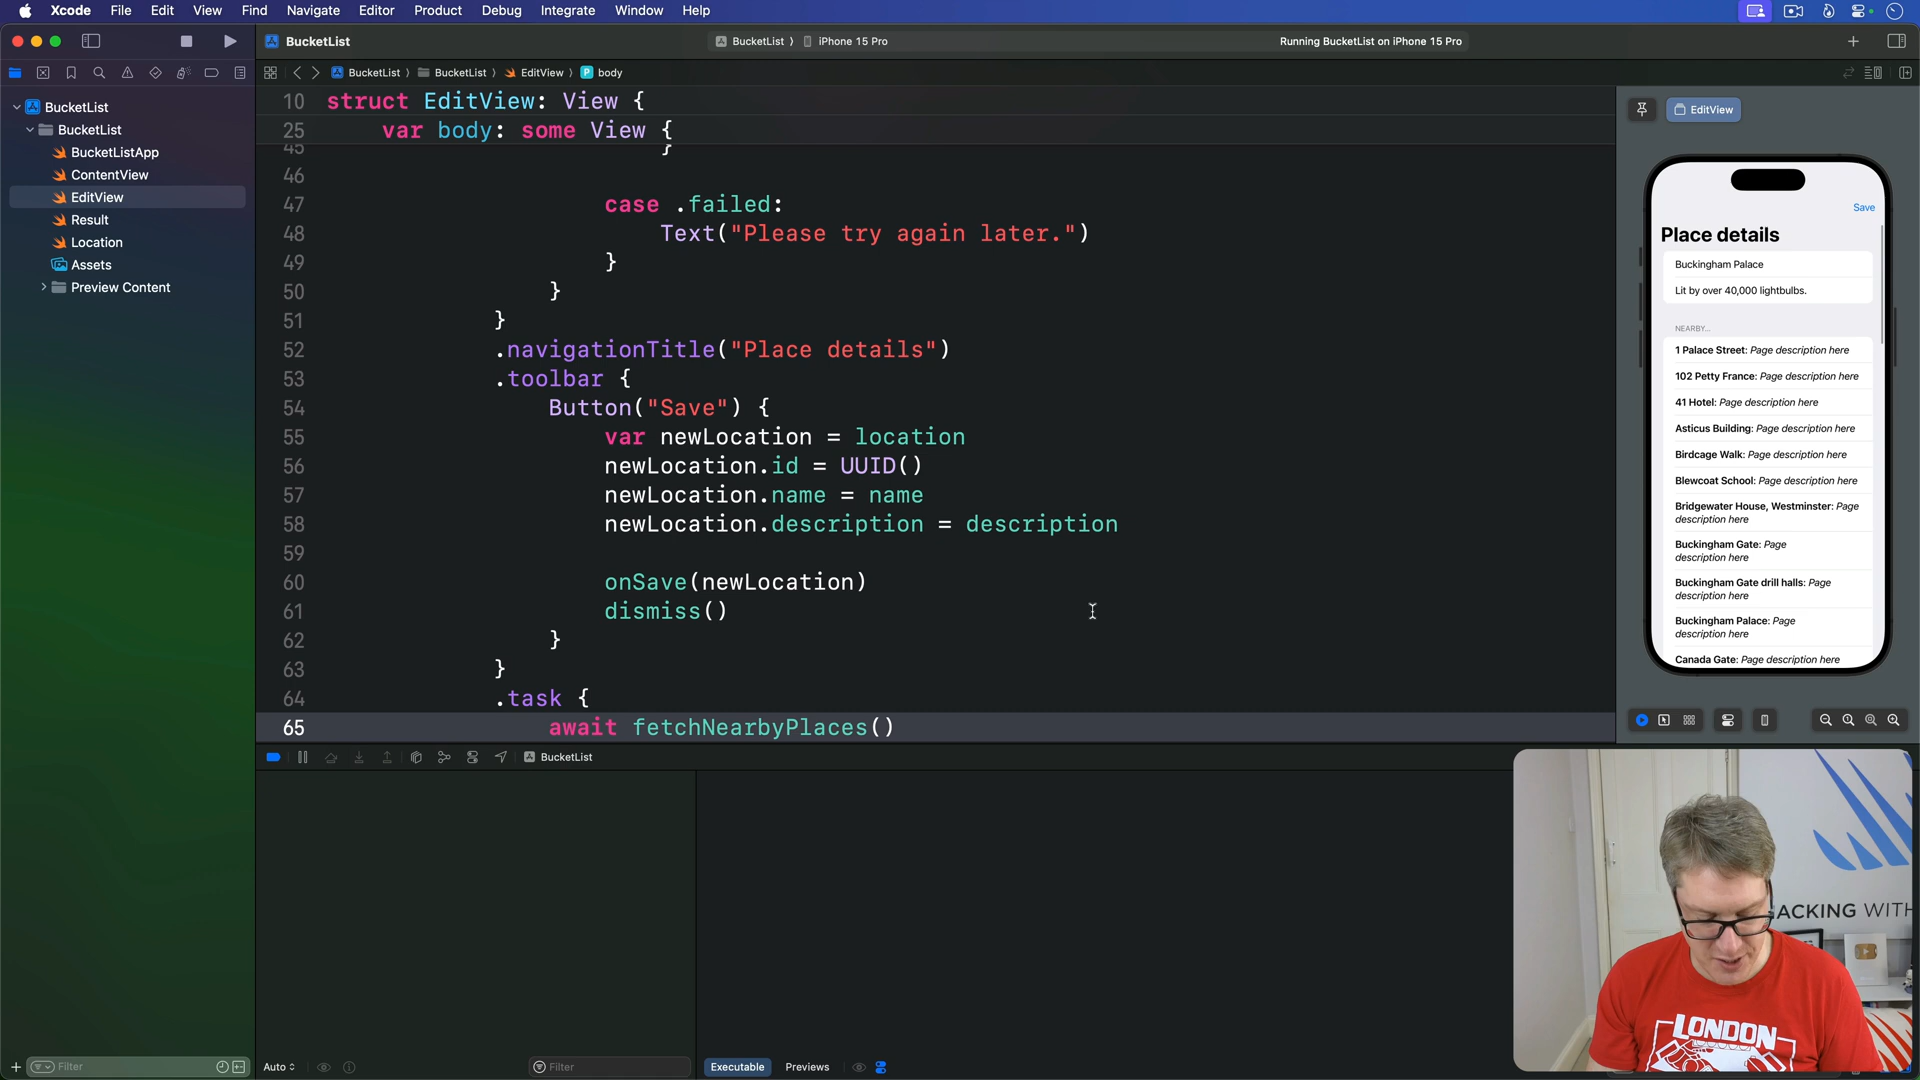 Xcode File Edit View Find Navigate Editor Product Debug Integrate Window Help
BucketList
BucketList 〉 iPhone 15 Pro
Running BucketList on iPhone 15 Pro
BucketList 〉 BucketList 〉 EditView 〉 P body
BucketList
BucketList
BucketListApp
ContentView
EditView
Result
Location
Assets
Preview Content
Filter
10 struct EditView: View {
25 var body: some View {
45 }
46
47 case .failed:
48 Text("Please try again later.")
49 }
50 }
51 }
52 .navigationTitle("Place details")
53 .toolbar {
54 Button("Save") {
55 var newLocation = location
56 newLocation.id = UUID()
57 newLocation.name = name
58 newLocation.description = description
59
60 onSave(newLocation)
61 dismiss()
62 }
63 }
64 .task {
65 await fetchNearbyPlaces()
BucketList
Auto
Filter
Executable Previews
EditView
Save
Place details
Buckingham Palace
Lit by over 40,000 lightbulbs.
NEARBY...
1 Palace Street: Page description here
102 Petty France: Page description here
41 Hotel: Page description here
Asticus Building: Page description here
Birdcage Walk: Page description here
Blewcoat School: Page description here
Bridgewater House, Westminster: Page
description here
Buckingham Gate: Page
description here
Buckingham Gate drill halls: Page
description here
Buckingham Palace: Page
description here
Canada Gate: Page description here
ACKING WITH
LONDON